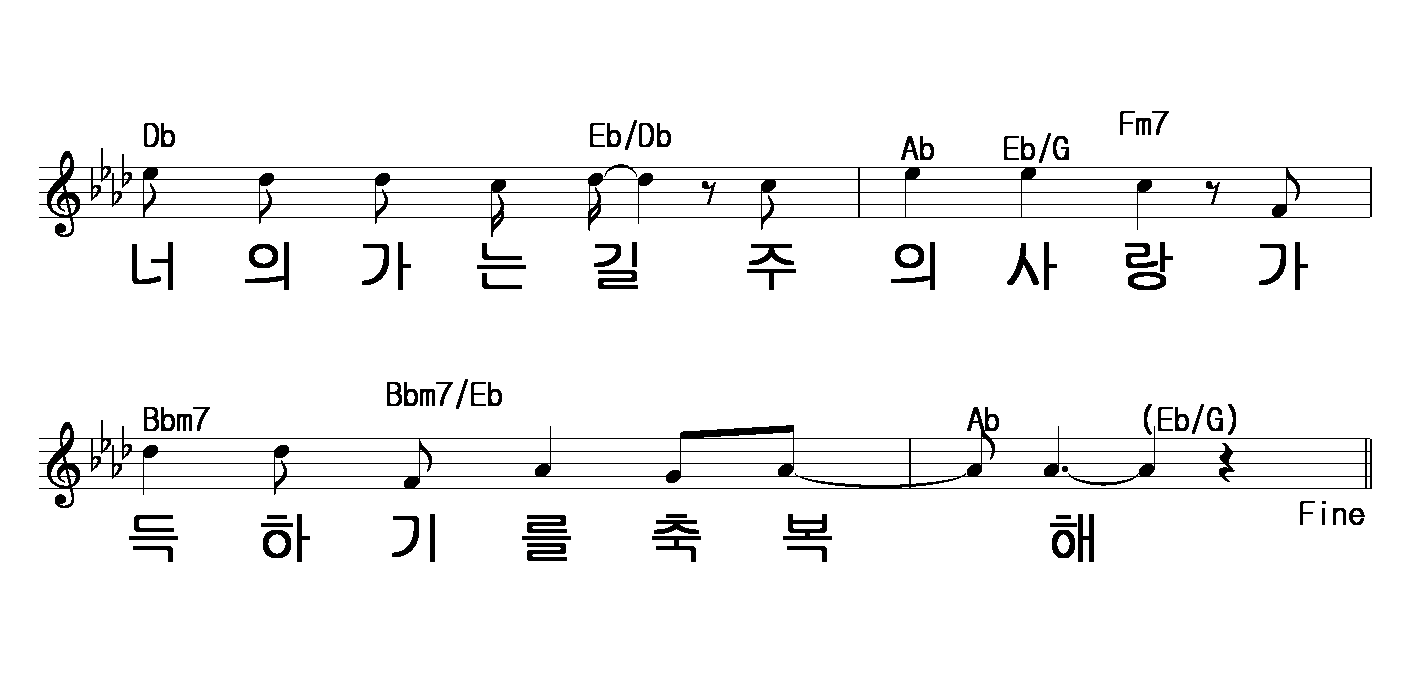 Db Eb/Db Ab Eb/G Fm7
너 의 가 는 길 주 의 사 랑 가
Bbm7 Bbm7/Eb Ab (Eb/G)
득 하 기 를 축 복 해
Fine